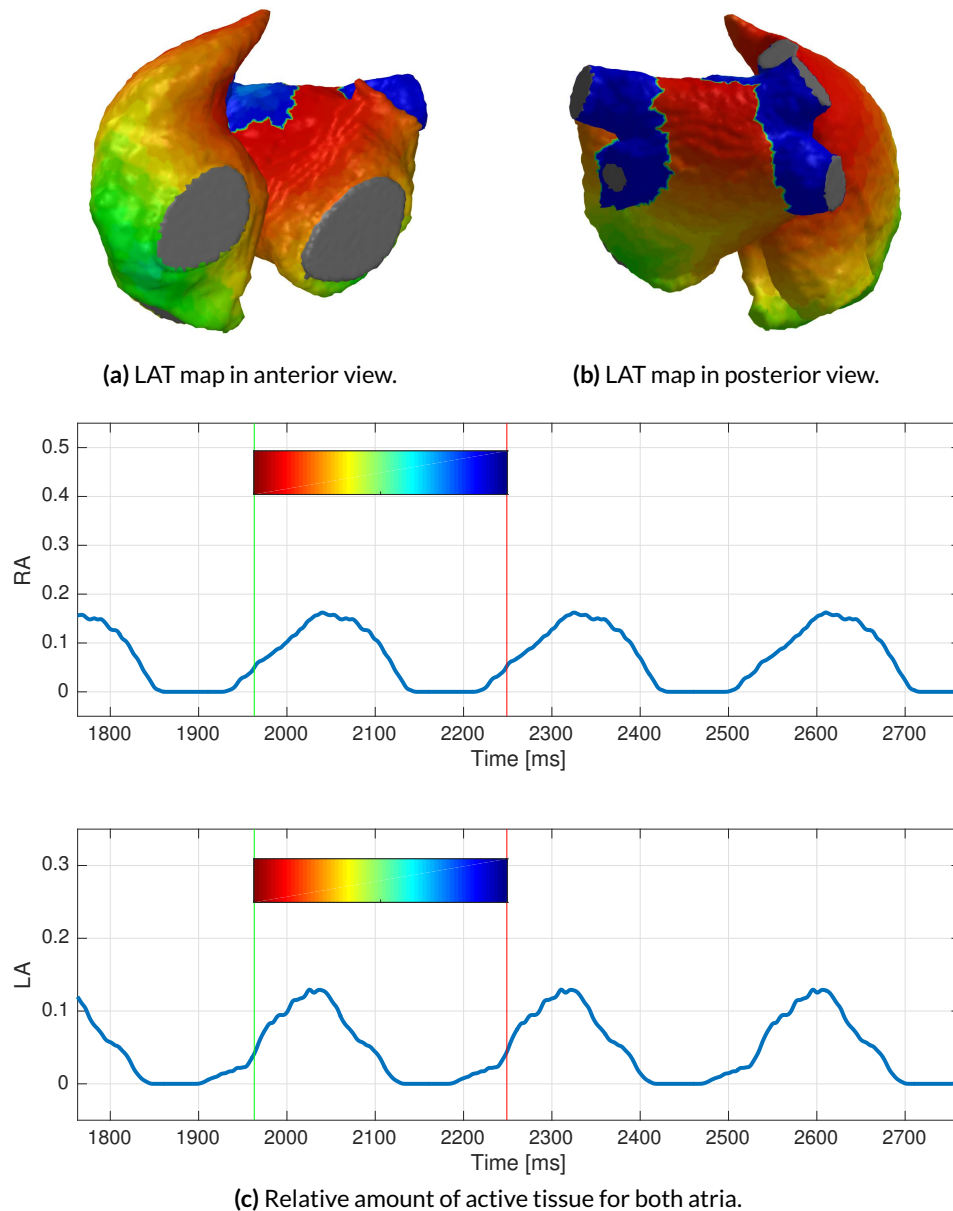 (a) LAT map in anterior view.
(b) LAT map in posterior view.
0.5
0.4
0.3
0.2
0.1
0
RA
1800 1900 2000 2100 2200 2300 2400 2500 2600 2700
Time [ms]
0.3
0.2
0.1
0
LA
1800 1900 2000 2100 2200 2300 2400 2500 2600 2700
Time [ms]
(c) Relative amount of active tissue for both atria.